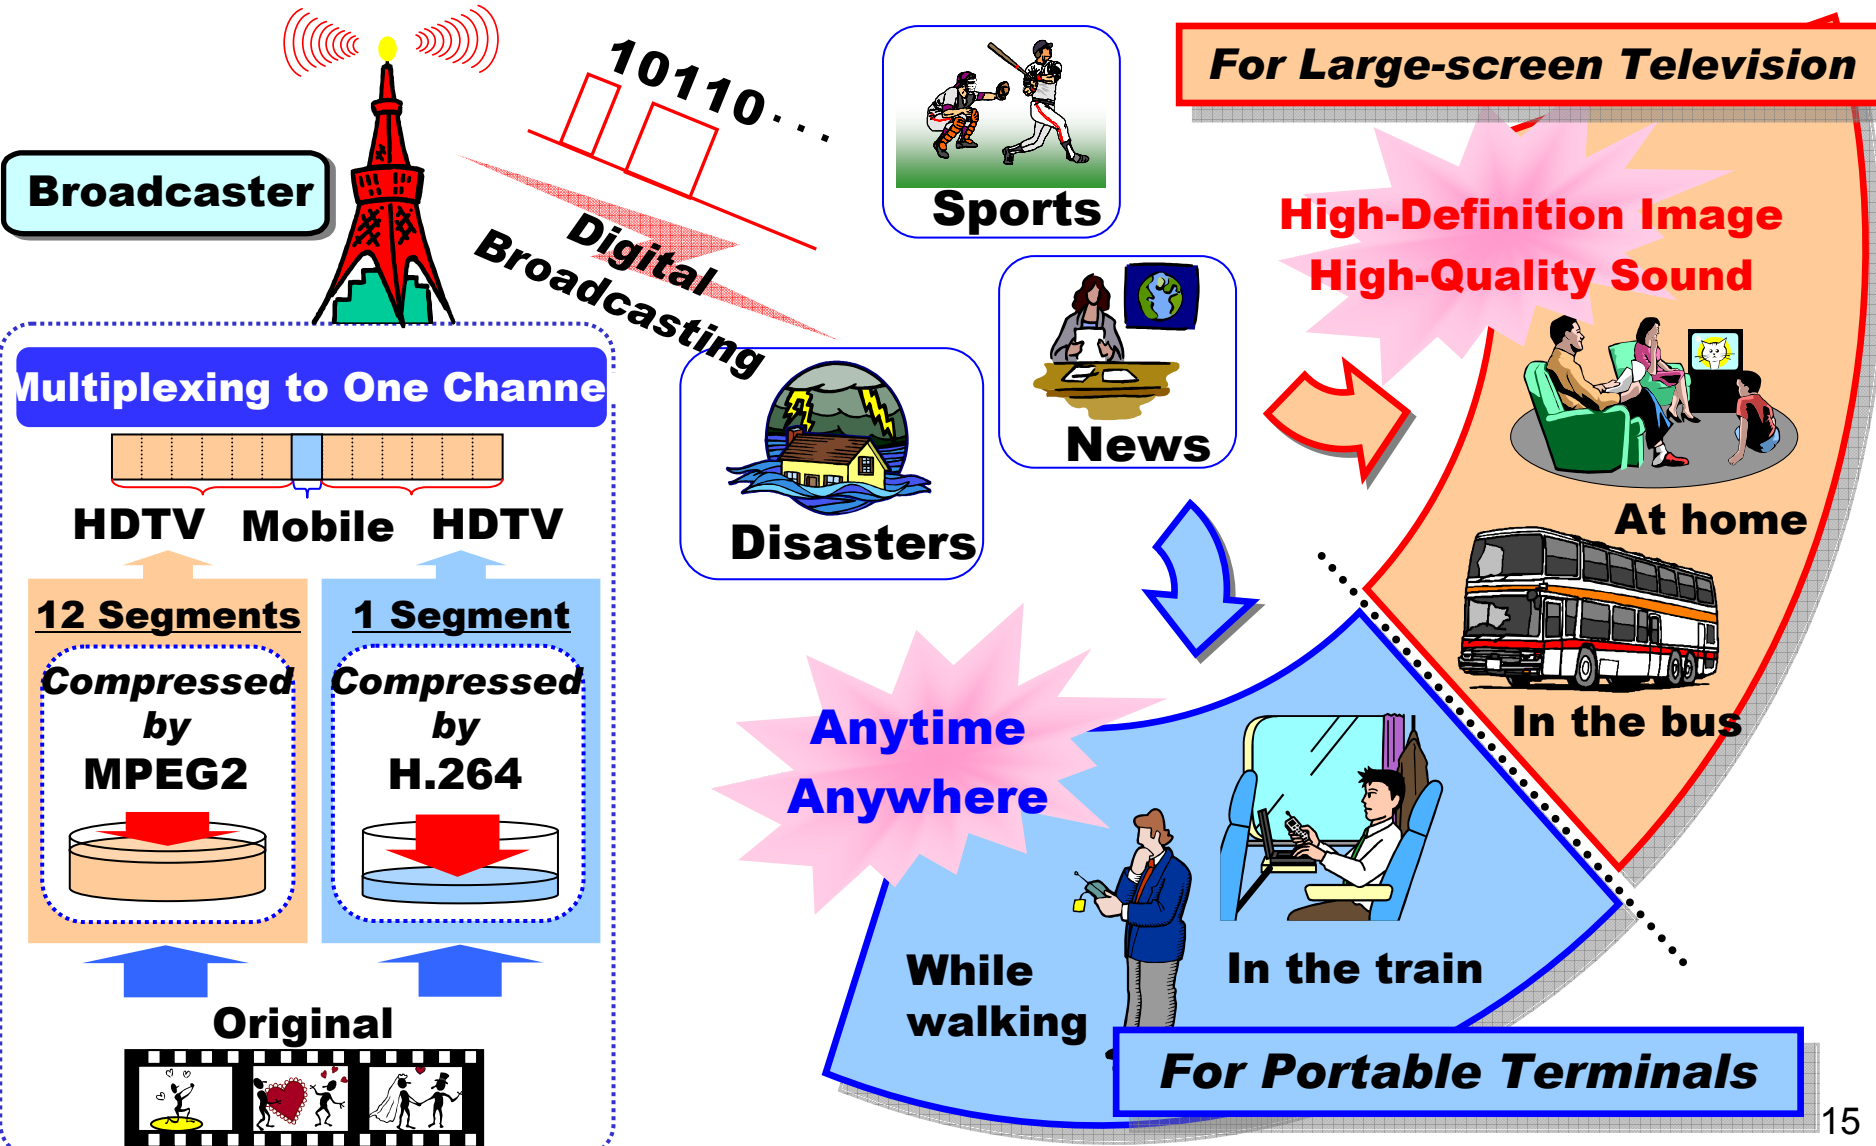 For Large-screen Television
10110...
Broadcaster
Sports
Digital
Broadcasting
High-Definition Image
High-Quality Sound
Multiplexing to One Channe
News
HDTV Mobile HDTV
Disasters
At home
12 Segments
Compressed
by
MPEG2
1 Segment
Compressed
by
H.264
In the bus
Anytime
Anywhere
While
walking
In the train
Original
For Portable Terminals
15